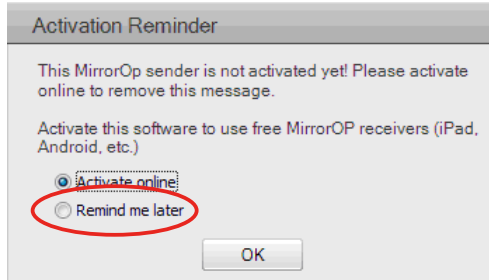 Activation Reminder
This MirrorOp sender is not activated yet! Please activate
online to remove this message.
Activate this software to use free MirrorOP receivers (iPad,
Android, etc.)
Activate online
Remind me later
OK